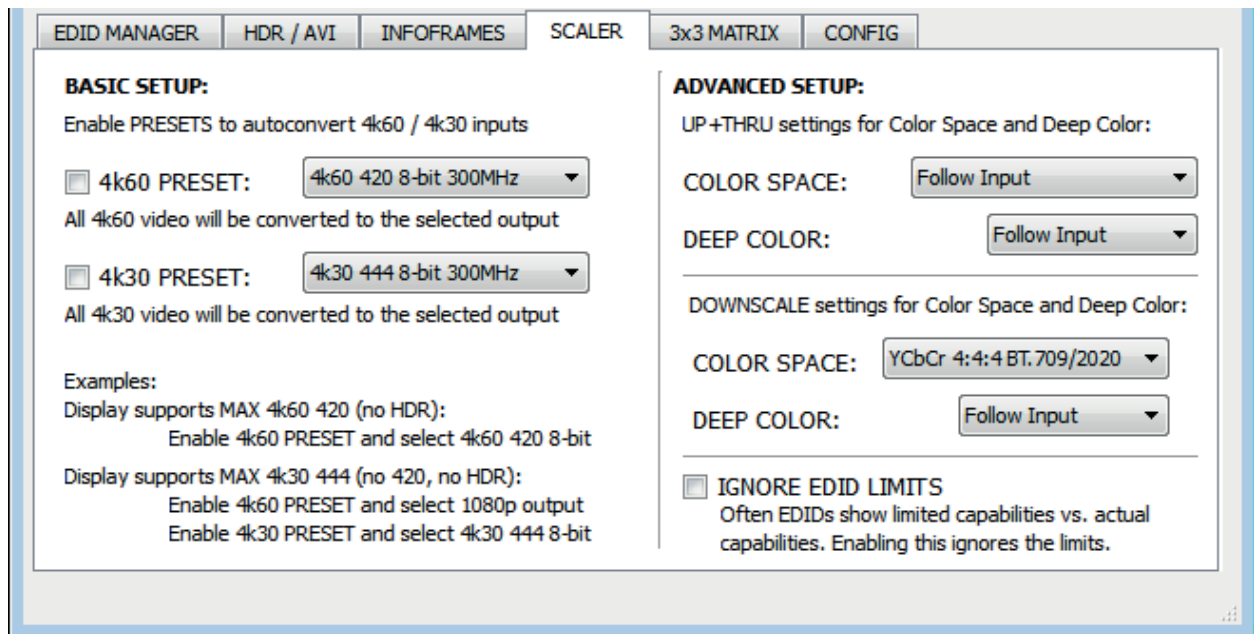 EDID MANAGER
HDR / AVI
INFOFRAMES
SCALER
3x3 MATRIX
CONFIG
BASIC SETUP:
Enable PRESETS to autoconvert 4k60 / 4k30 inputs
4k60 PRESET:
4k60 420 8-bit 300MHz
All 4k60 video will be converted to the selected output
4k30 PRESET:
4k30 444 8-bit 300MHz
All 4k30 video will be converted to the selected output
Examples:
Display supports MAX 4k60 420 (no HDR):
Enable 4k60 PRESET and select 4k60 420 8-bit
Display supports MAX 4k30 444 (no 420, no HDR):
Enable 4k60 PRESET and select 1080p output
Enable 4k30 PRESET and select 4k30 444 8-bit
ADVANCED SETUP:
UP+THRU settings for Color Space and Deep Color:
COLOR SPACE:
Follow Input
DEEP COLOR:
Follow Input
DOWNSCALE settings for Color Space and Deep Color:
COLOR SPACE:
YCbCr 4:4:4 BT.709/2020
DEEP COLOR:
Follow Input
IGNORE EDID LIMITS
Often EDIDs show limited capabilities vs. actual
capabilities. Enabling this ignores the limits.